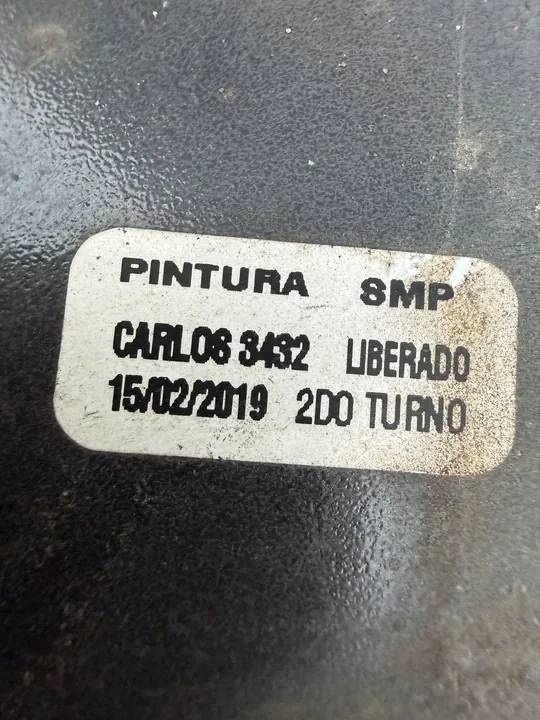 PINTURA SMP
CARLOS 3432 LIBERADO
15/02/2019 2DO TURNO